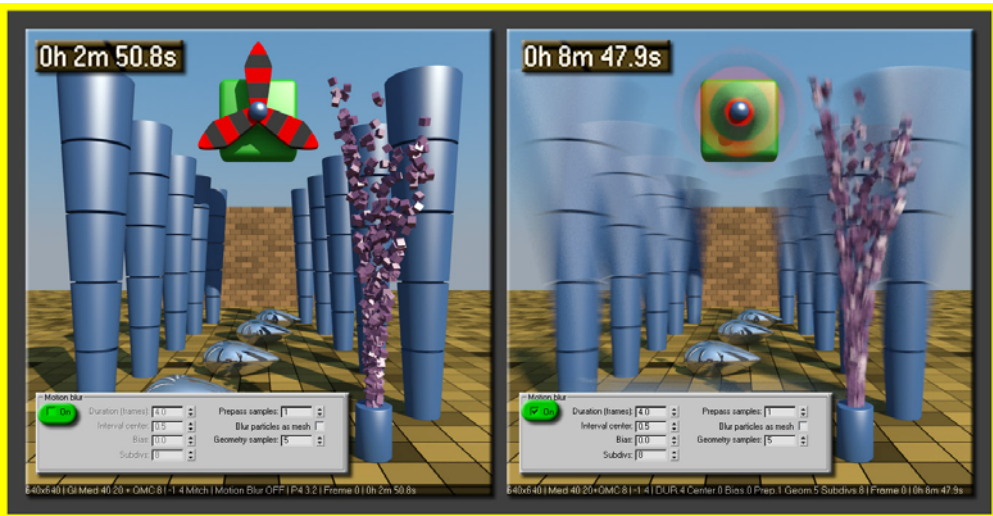 0h 2m 50.8s
Motion blur
On
Duration (frames): 4.0
Prepass samples: 1
Interval center: 0.5
Blur particles as mesh
Bias: 0.0
Geometry samples: 5
Subdivs: 8
640x640 | GI Med 40:20 + QMC:8 | -1:4 Mitch | Motion Blur OFF | P4 3.2 | Frame 0 | 0h 2m 50.8s
0h 8m 47.9s
Motion blur
On
Duration (frames): 4.0
Prepass samples: 1
Interval center: 0.5
Blur particles as mesh
Bias: 0.0
Geometry samples: 5
Subdivs: 8
640x640 | GI Med 40:20+QMC:8 | -1:4 | DUR.4 Center.0 Bias.0 Prep.1 Geom.5 Subdivs.8 | Frame 0 | 0h 8m 47.9s